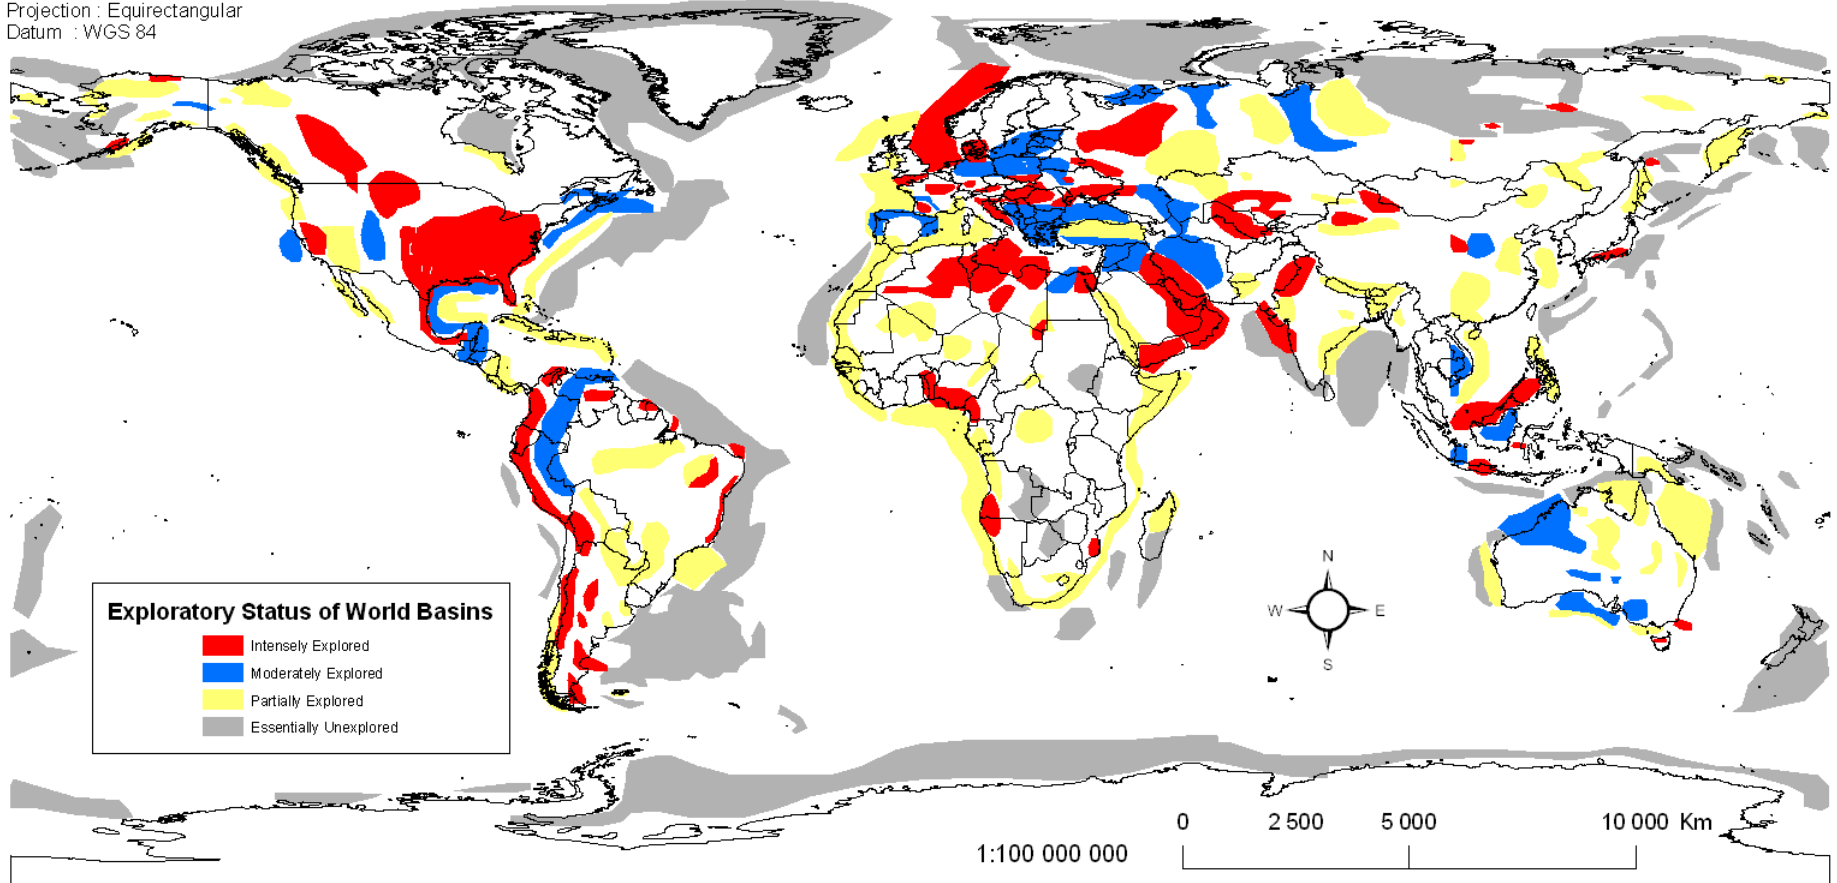 Projection : Equirectangular
Datum : WGS 84
N
W E
S
Exploratory Status of World Basins
Intensely Explored
Moderately Explored
Partially Explored
Essentially Unexplored
0 2 500 5 000 10 000 Km
1:100 000 000